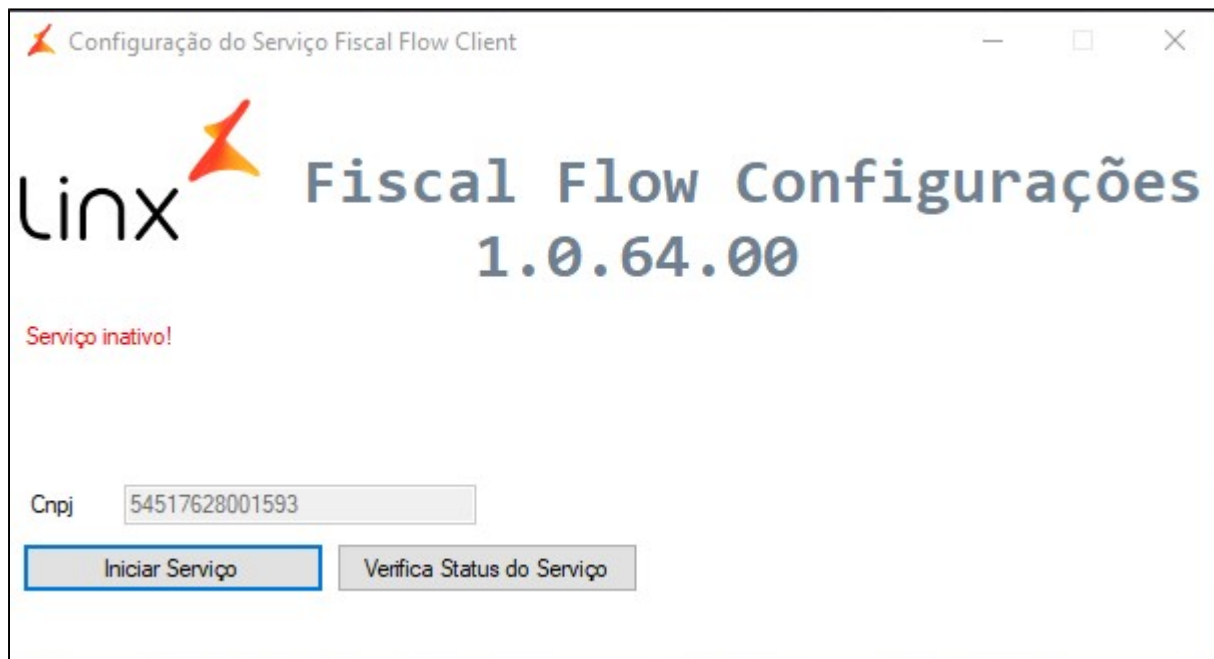 Configuração do Serviço Fiscal Flow Client
Linx
Fiscal Flow Configurações
1.0.64.00
Serviço inativo!
Cnpj 54517628001593
Iniciar Serviço Verifica Status do Serviço